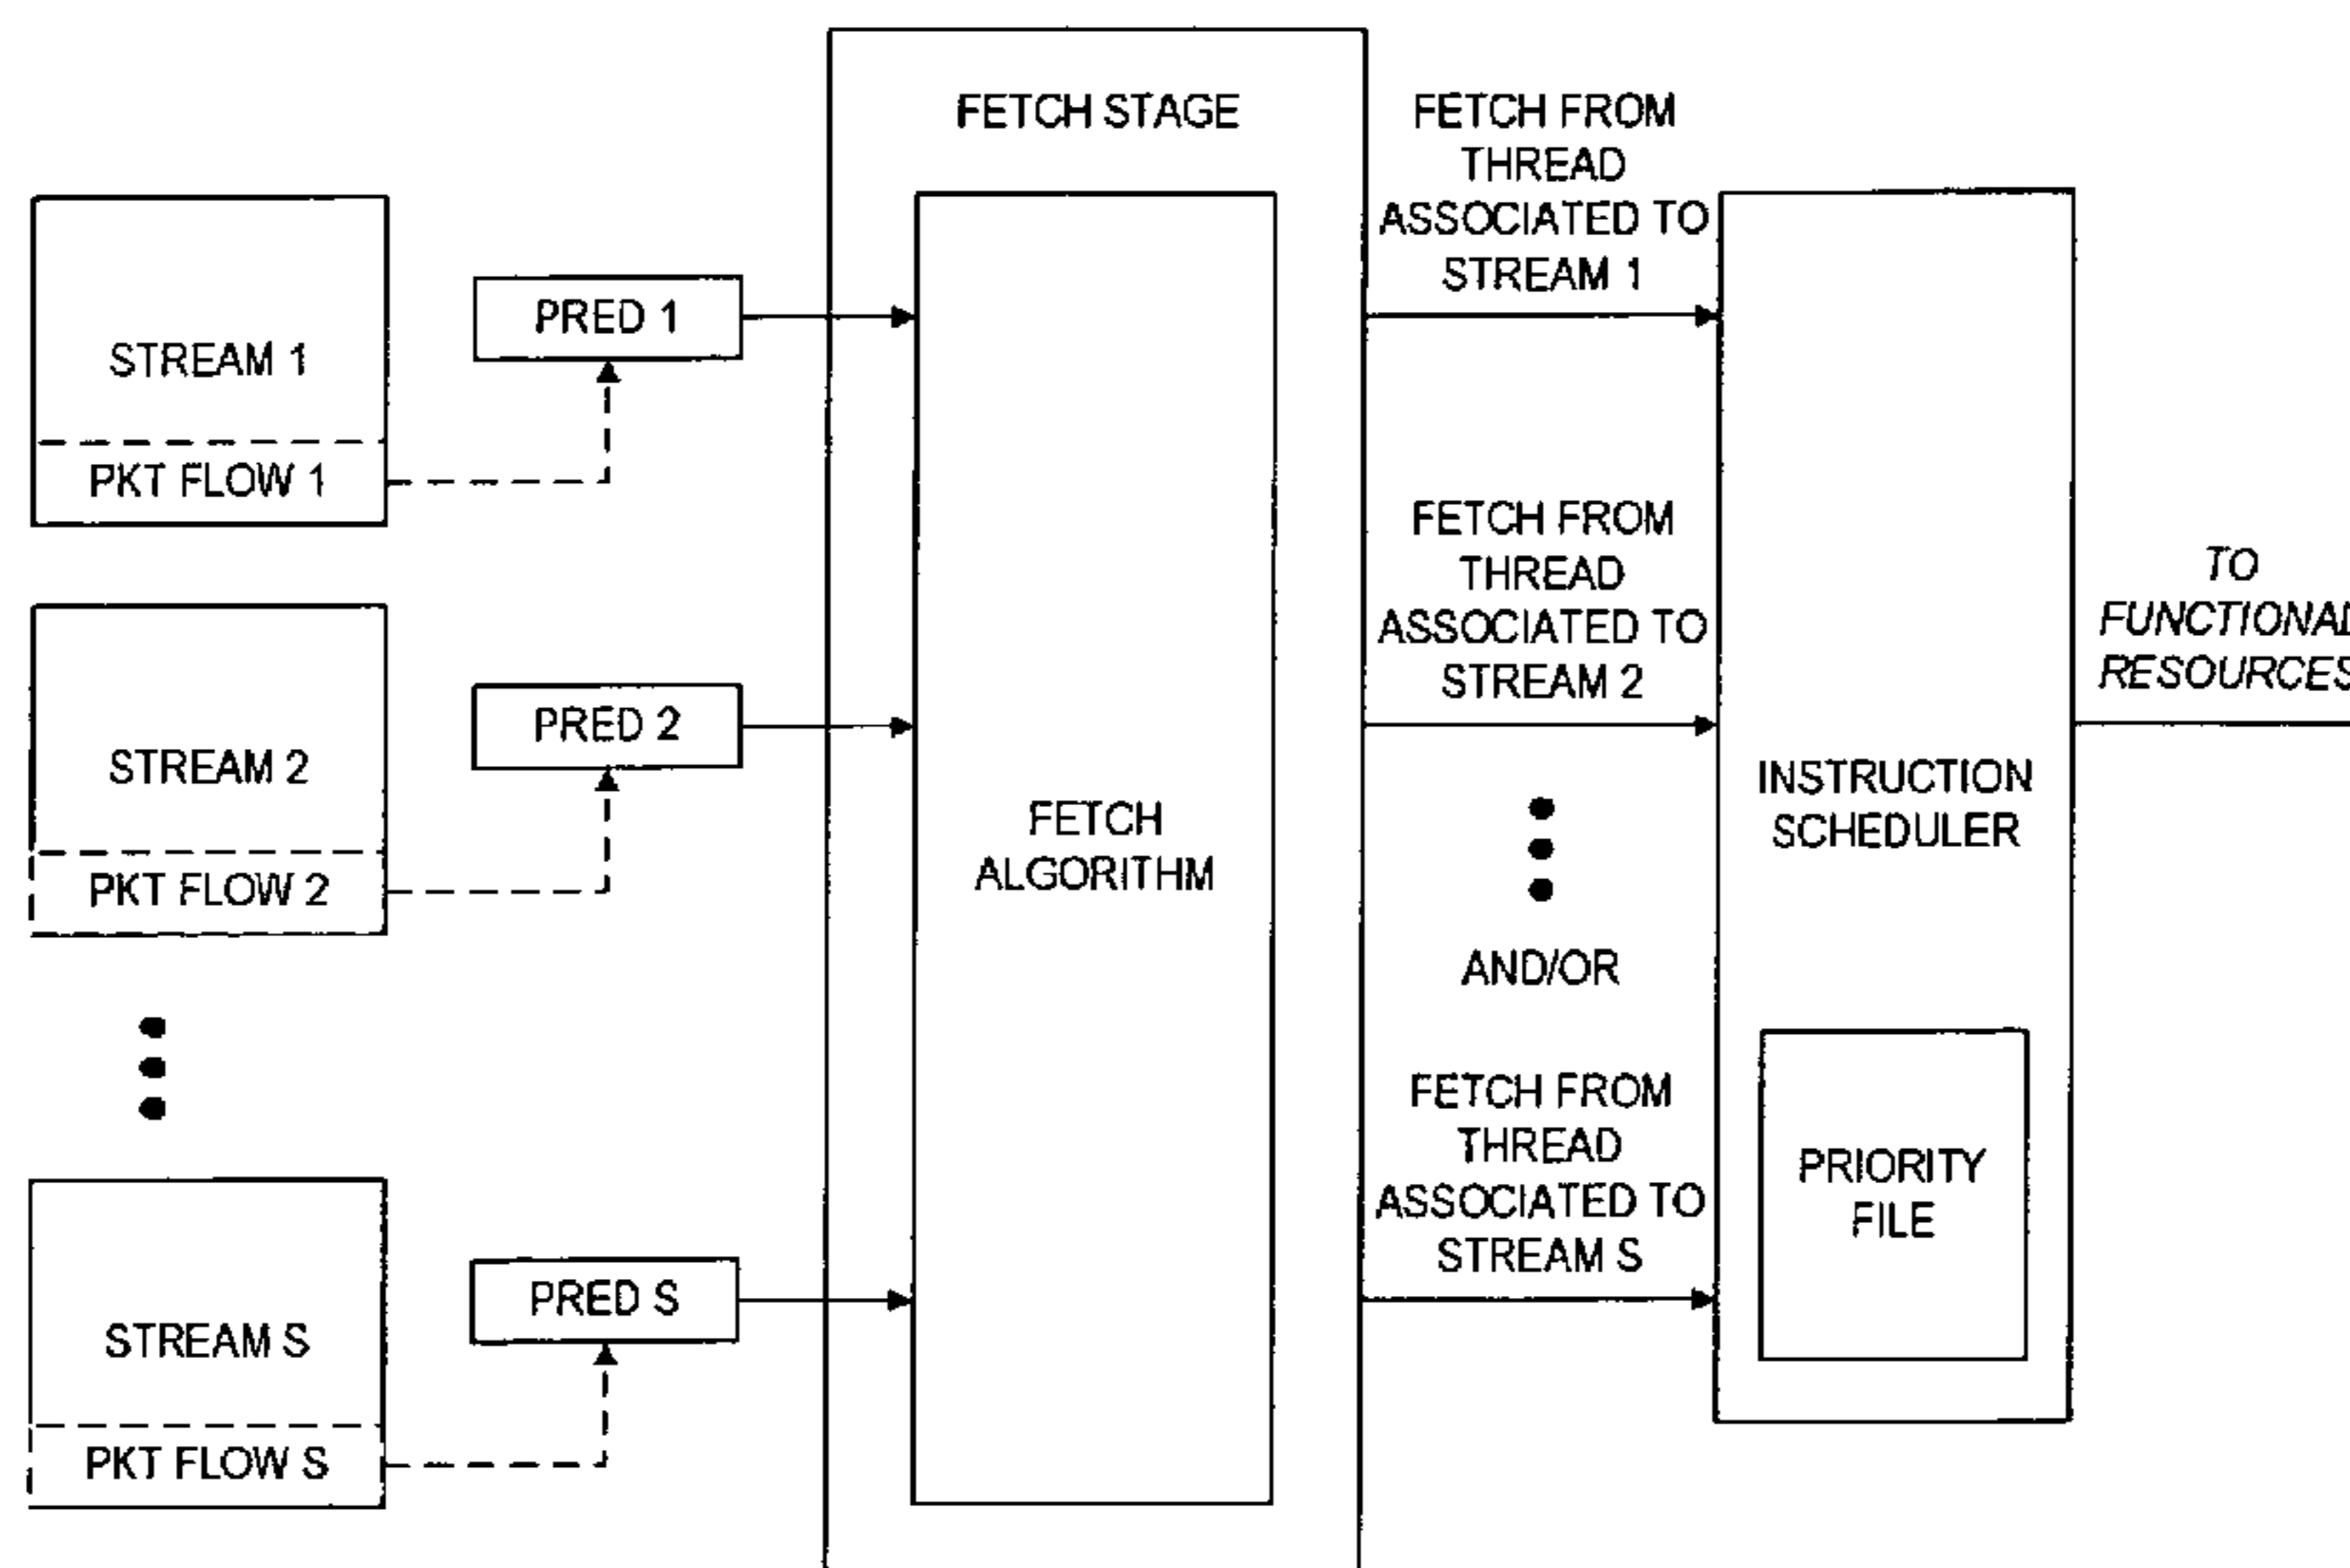 FETCH STAGE
STREAM 1
PKT FLOW 1
PRED 1
STREAM 2
PKT FLOW 2
PRED 2
STREAM S
PKT FLOW S
PRED S
FETCH
ALGORITHM
FETCH FROM
THREAD
ASSOCIATED TO
STREAM 1
FETCH FROM
THREAD
ASSOCIATED TO
STREAM 2
AND/OR
FETCH FROM
THREAD
ASSOCIATED TO
STREAM S
INSTRUCTION
SCHEDULER
PRIORITY
FILE
TO
FUNCTIONAL
RESOURCES